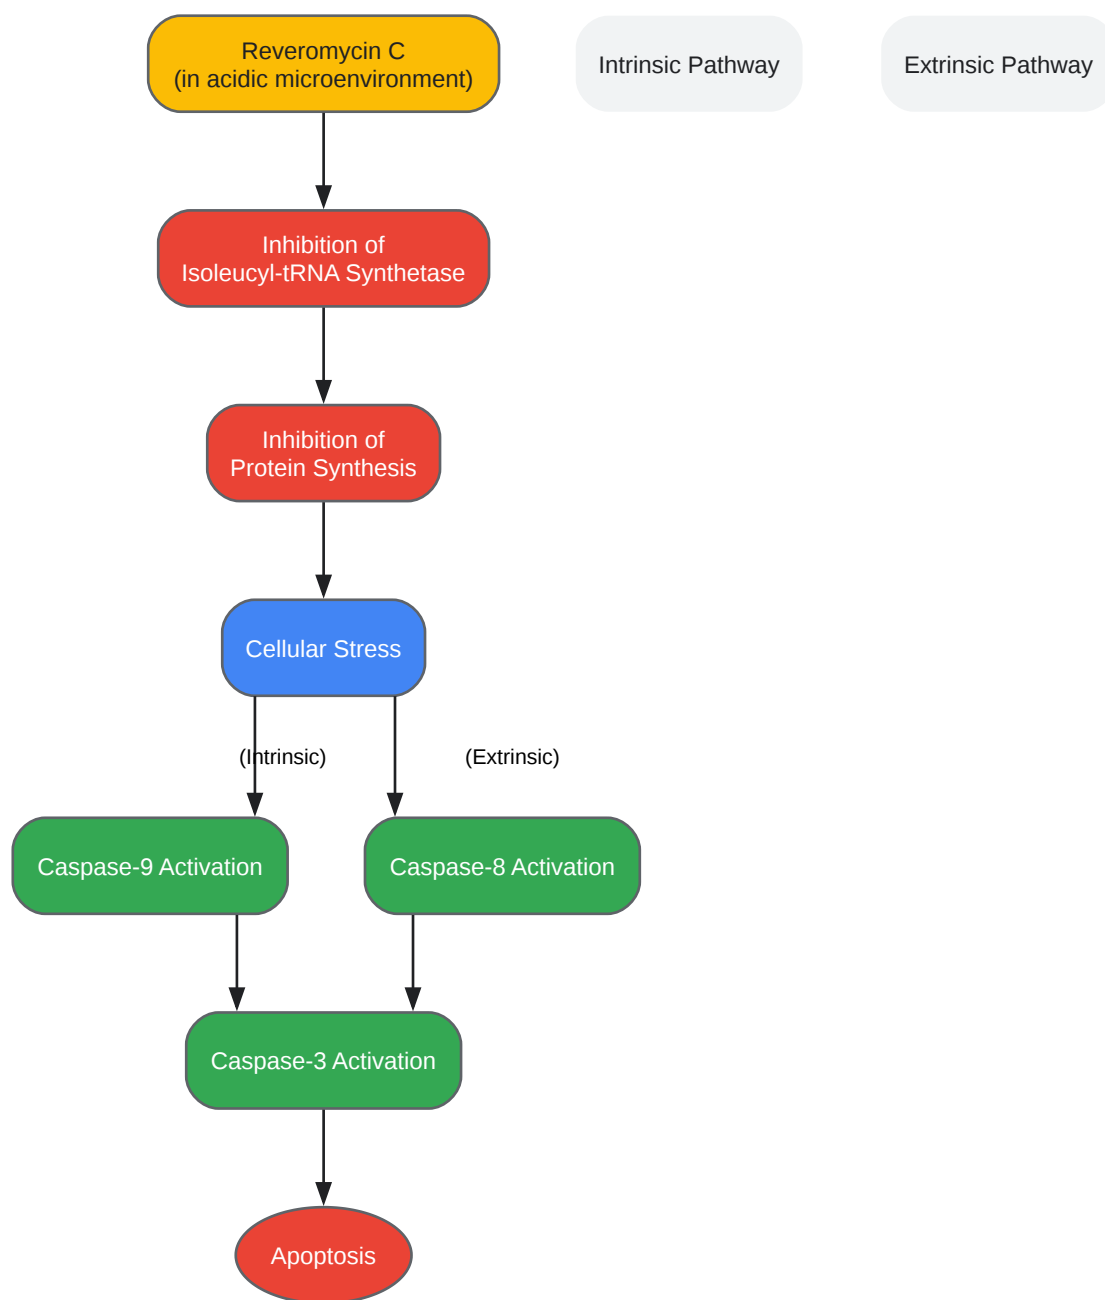 Reveromycin C
(in acidic microenvironment)
Intrinsic Pathway
Extrinsic Pathway
Inhibition of
Isoleucyl-tRNA Synthetase
Inhibition of
Protein Synthesis
Cellular Stress
(Intrinsic)
(Extrinsic)
Caspase-9 Activation
Caspase-8 Activation
Caspase-3 Activation
Apoptosis